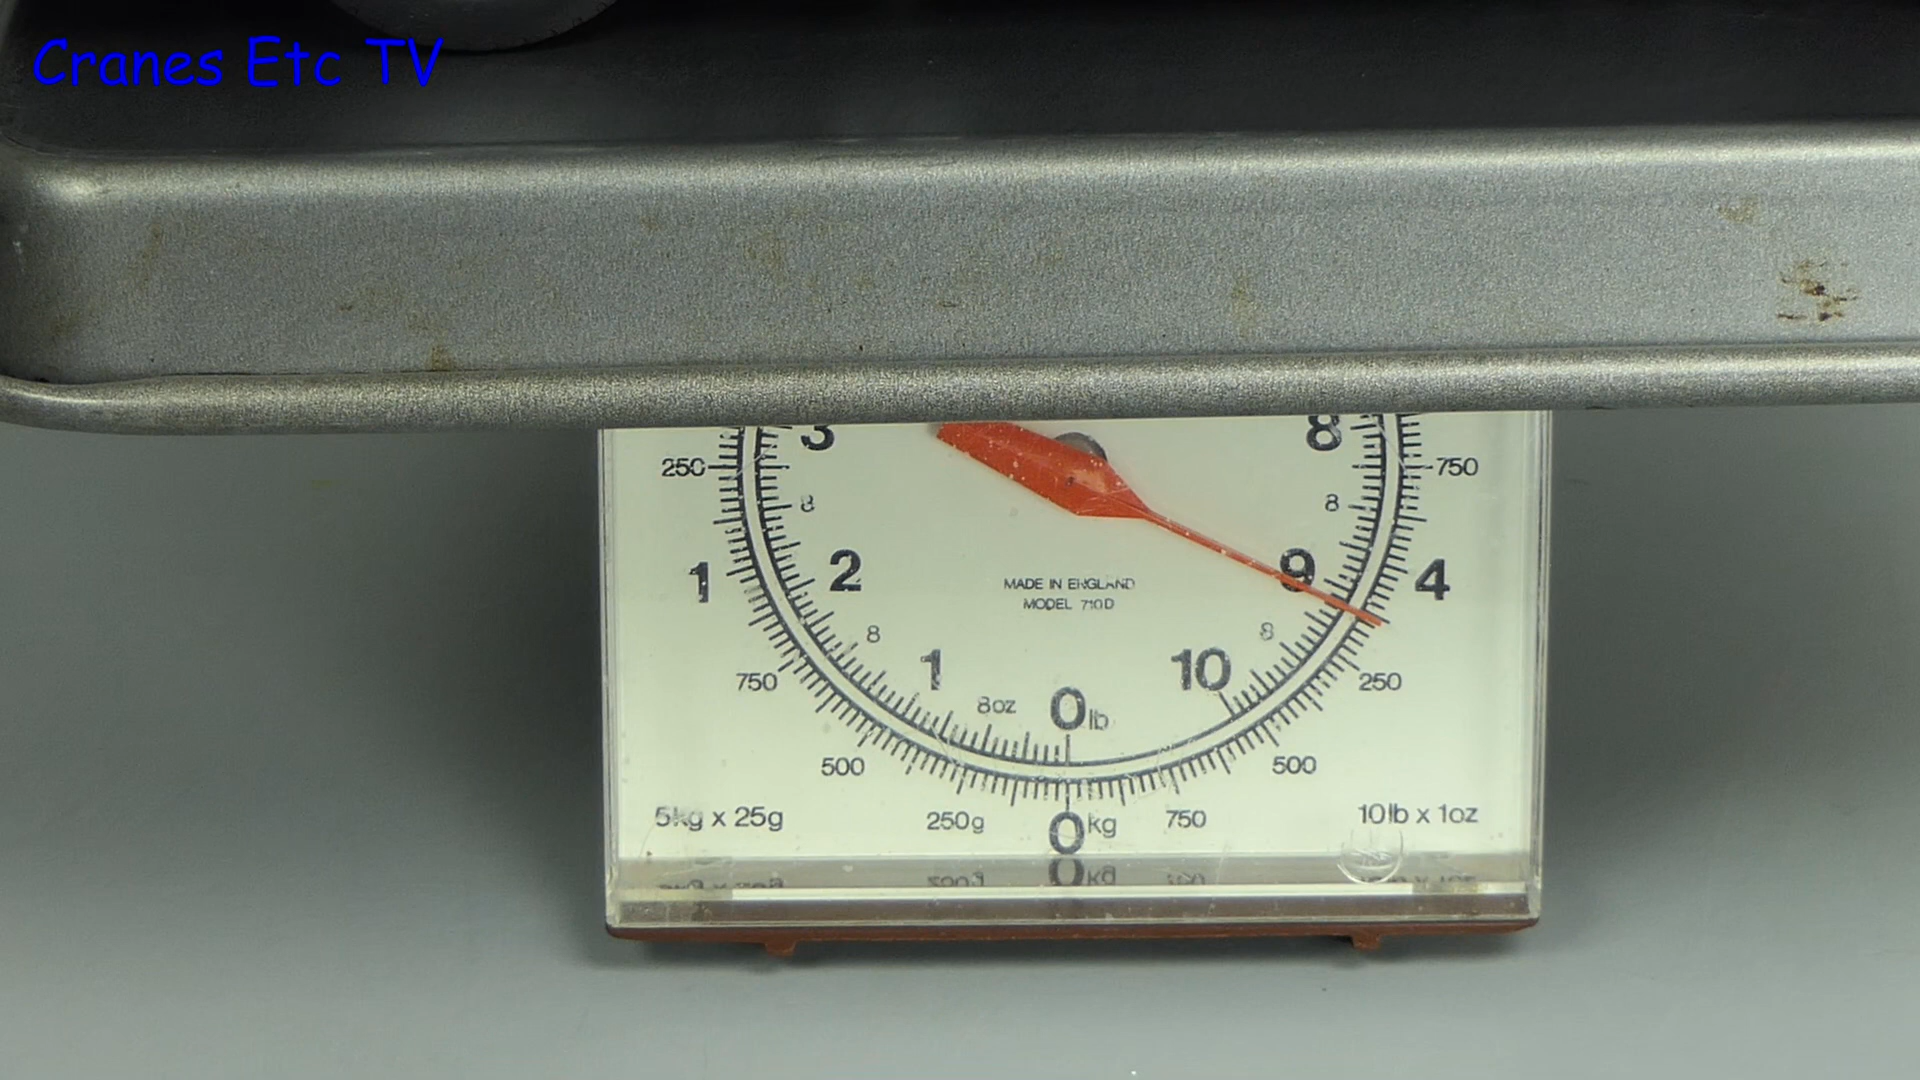 Cranes Etc TV
3 8
250 750
8 8
1 2 9 4
MADE IN ENGLAND
MODEL 710D
8 8
750 1 10 250
8oz 0lb
500 500
5kg x 25g 250g 0kg 750 10lb x 1oz